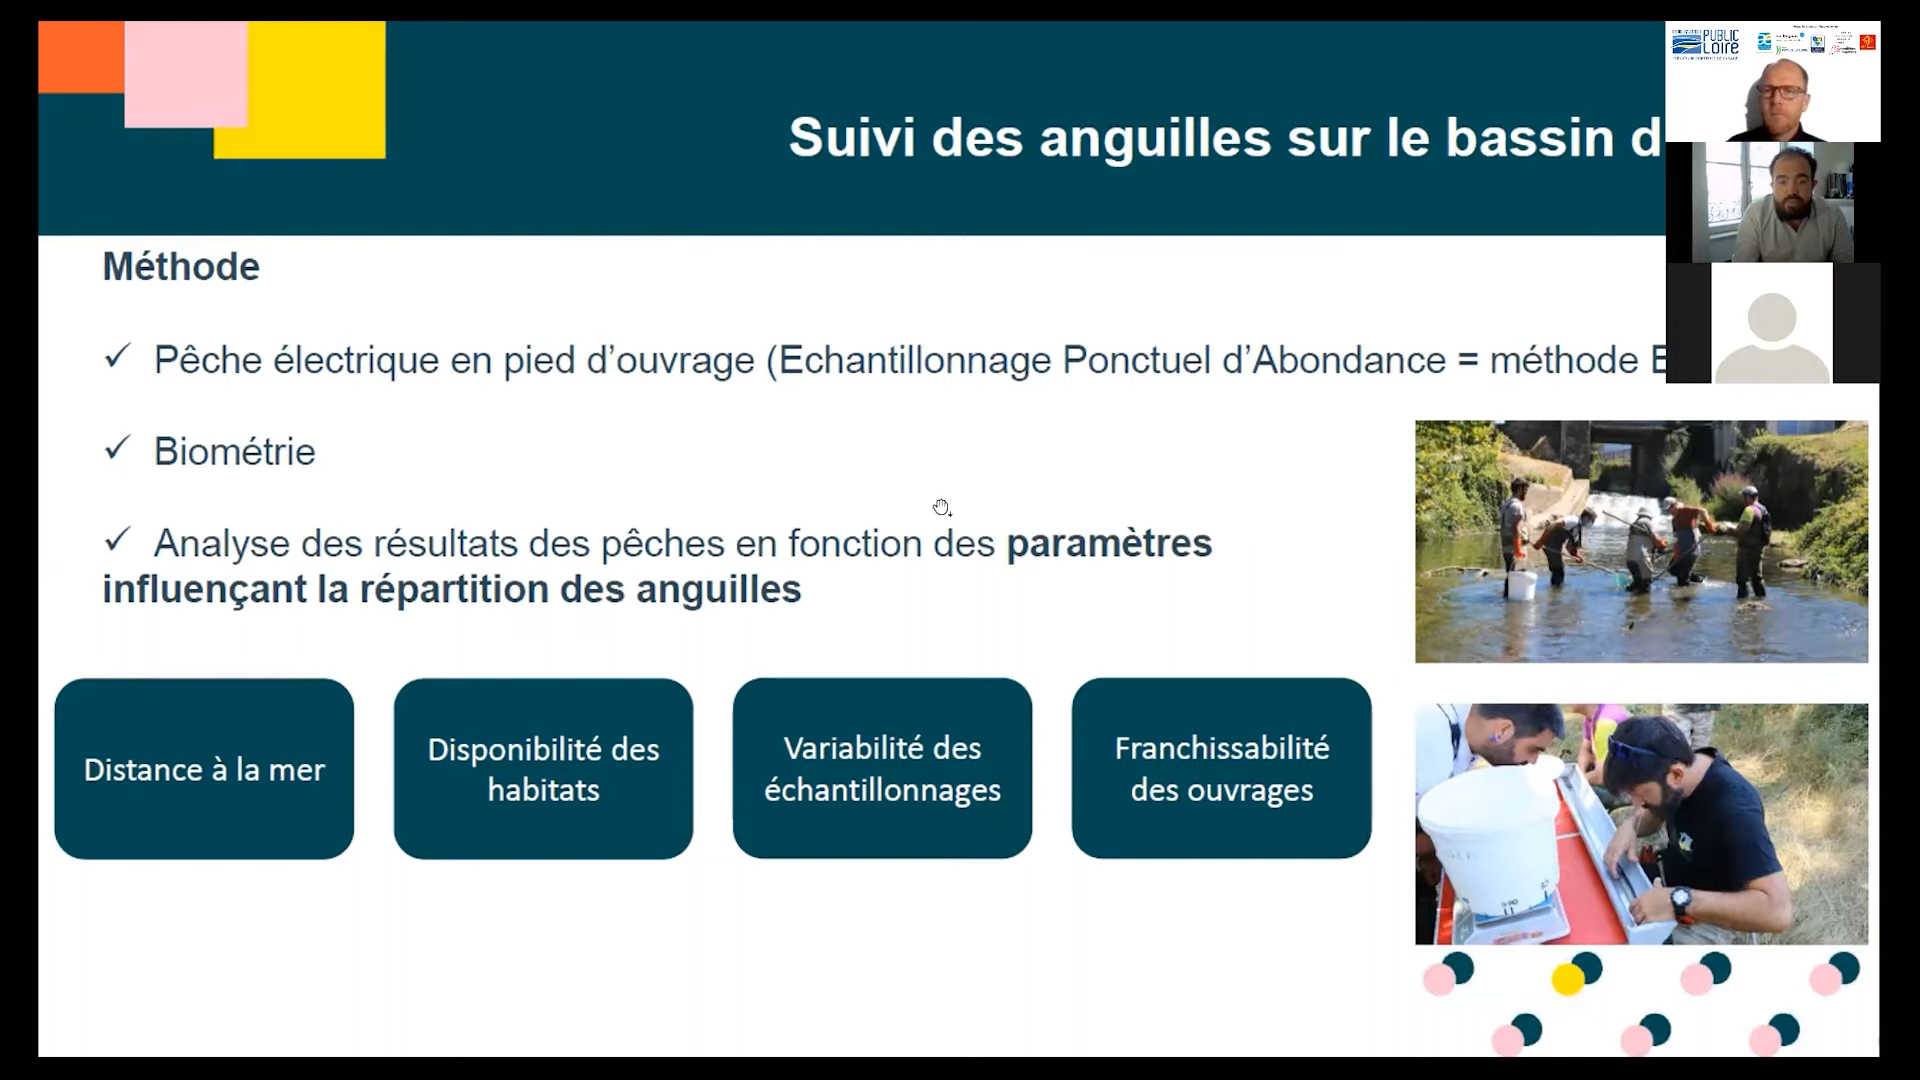 PUBLIC
LOIRE
Suivi des anguilles sur le bassin d
Méthode
✓ Pêche électrique en pied d’ouvrage (Echantillonnage Ponctuel d’Abondance = méthode E
✓ Biométrie
✓ Analyse des résultats des pêches en fonction des paramètres
influençant la répartition des anguilles
Distance à la mer
Disponibilité des
habitats
Variabilité des
échantillonnages
Franchissabilité
des ouvrages